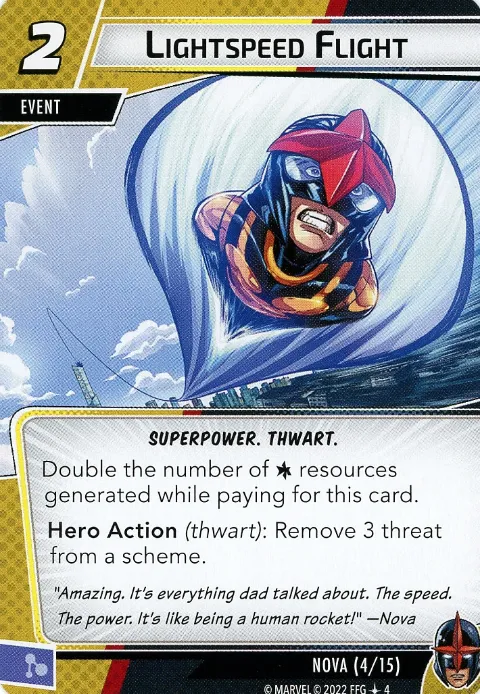 2
LIGHTSPEED FLIGHT
EVENT
SUPERPOWER. THWART.
Double the number of resources
generated while paying for this card.
Hero Action (thwart): Remove 3 threat
from a scheme.
"Amazing. It's everything dad talked about. The speed.
The power. It's like being a human rocket!" —Nova
NOVA (4/15)
© MARVEL © 2022 FFG 4